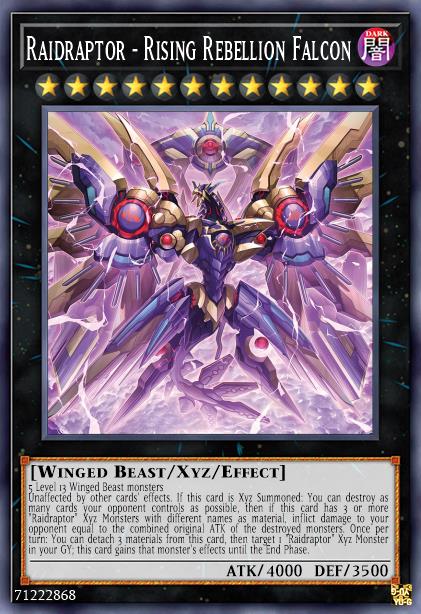 Raidraptor - Rising Rebellion Falcon
DARK
闇
[Winged Beast/Xyz/Effect]
5 Level 13 Winged Beast monsters
Unaffected by other cards' effects. If this card is Xyz Summoned: You can destroy as
many cards your opponent controls as possible, then if this card has 3 or more
"Raidraptor" Xyz Monsters with different names as material, inflict damage to your
opponent equal to the combined original ATK of the destroyed monsters. Once per
turn: You can detach 3 materials from this card, then target 1 "Raidraptor" Xyz Monster
in your GY; this card gains that monster's effects until the End Phase.
ATK/4000 DEF/3500
71222868